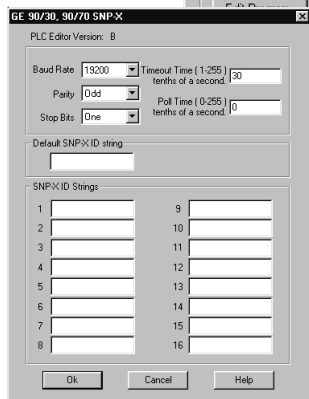 Edit Program
GE 90/30, 90/70 SNP-X
PLC Editor Version: B
Baud Rate 19200
Timeout Time ( 1-255 ) tenths of a second. 30
Parity Odd
Poll Time ( 0-255 ) tenths of a second. 0
Stop Bits One
Default SNP-X ID string
SNP-X ID Strings
1 9
2 10
3 11
4 12
5 13
6 14
7 15
8 16
Ok Cancel Help